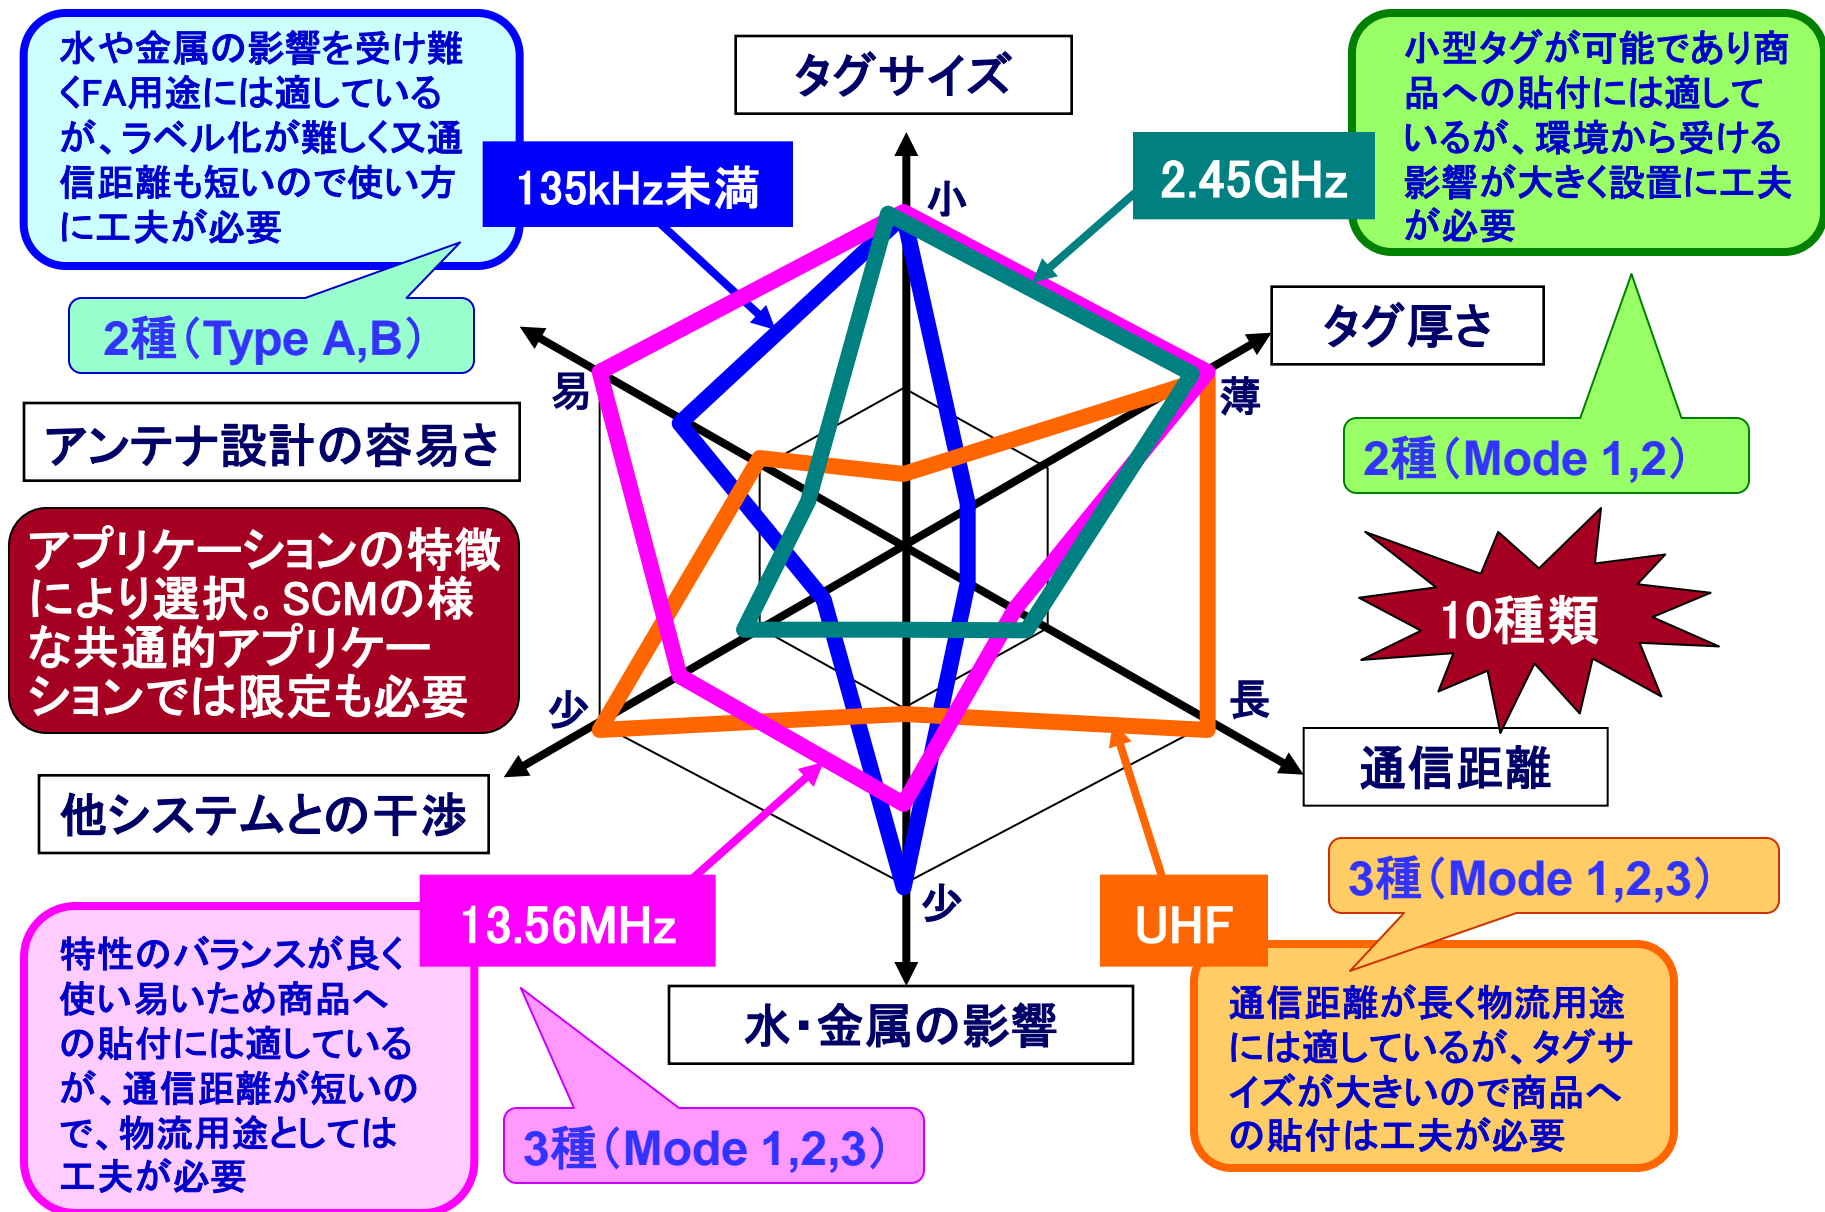 水や金属の影響を受け難
くFA用途には適している
が、ラベル化が難しく又通
信距離も短いので使い方
に工夫が必要
135kHz未満
2種（Type A,B）
タグサイズ
小
2.45GHz
小型タグが可能であり商
品への貼付には適して
いるが、環境から受ける
影響が大きく設置に工夫
が必要
タグ厚さ
薄
2種（Mode 1,2）
易
アンテナ設計の容易さ
アプリケーションの特徴
により選択。SCMの様
な共通的アプリケー
ションでは限定も必要
10種類
少
他システムとの干渉
長
通信距離
少
水・金属の影響
13.56MHz
特性のバランスが良く
使い易いため商品へ
の貼付には適している
が、通信距離が短いの
で、物流用途としては
工夫が必要
3種（Mode 1,2,3）
UHF
3種（Mode 1,2,3）
通信距離が長く物流用途
には適しているが、タグサ
イズが大きいので商品へ
の貼付は工夫が必要